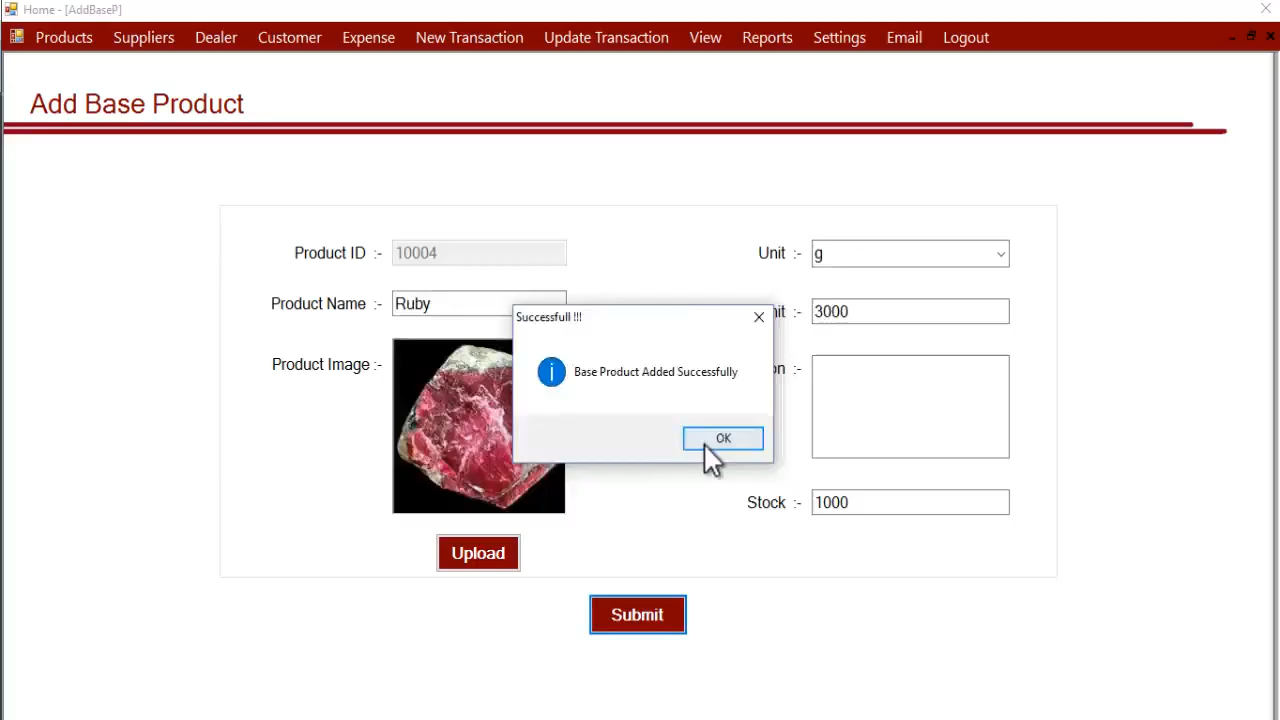 Home - [AddBaseP]
Products Suppliers Dealer Customer Expense New Transaction Update Transaction View Reports Settings Email Logout
Add Base Product
Product ID :- 10004
Unit :- g
Product Name :- Ruby
:- 3000
Successfull !!!
Product Image :-
:-
Base Product Added Successfully
OK
Stock :- 1000
Upload
Submit